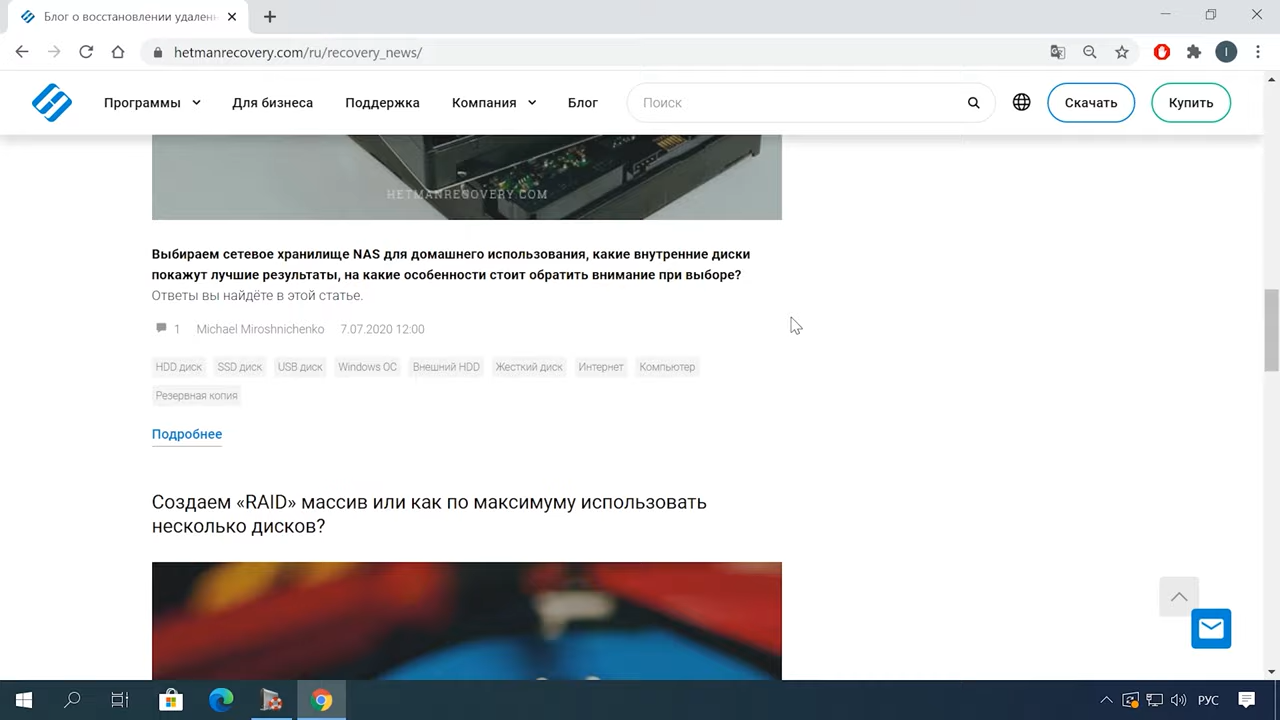 Блог о восстановлении удален
hetmanrecovery.com/ru/recovery_news/
I
Программы
Для бизнеса
Поддержка
Компания
Блог
Поиск
Скачать
Купить
HETMANRECOVERY.COM
Выбираем сетевое хранилище NAS для домашнего использования, какие внутренние диски
покажут лучшие результаты, на какие особенности стоит обратить внимание при выборе?
Ответы вы найдёте в этой статье.
1 Michael Miroshnichenko 7.07.2020 12:00
HDD диск SSD диск USB диск Windows ОС Внешний HDD Жесткий диск Интернет Компьютер
Резервная копия
Подробнее
Создаем «RAID» массив или как по максимуму использовать
несколько дисков?
РУС